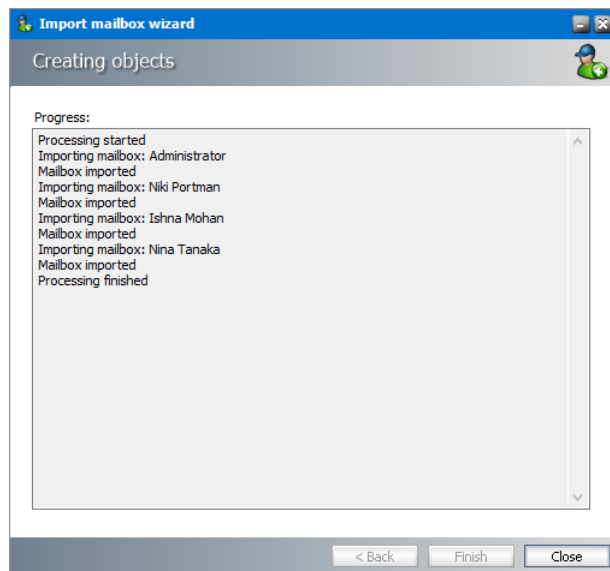 Import mailbox wizard
Creating objects
Progress:
Processing started
Importing mailbox: Administrator
Mailbox imported
Importing mailbox: Niki Portman
Mailbox imported
Importing mailbox: Ishna Mohan
Mailbox imported
Importing mailbox: Nina Tanaka
Mailbox imported
Processing finished
< Back Finish Close